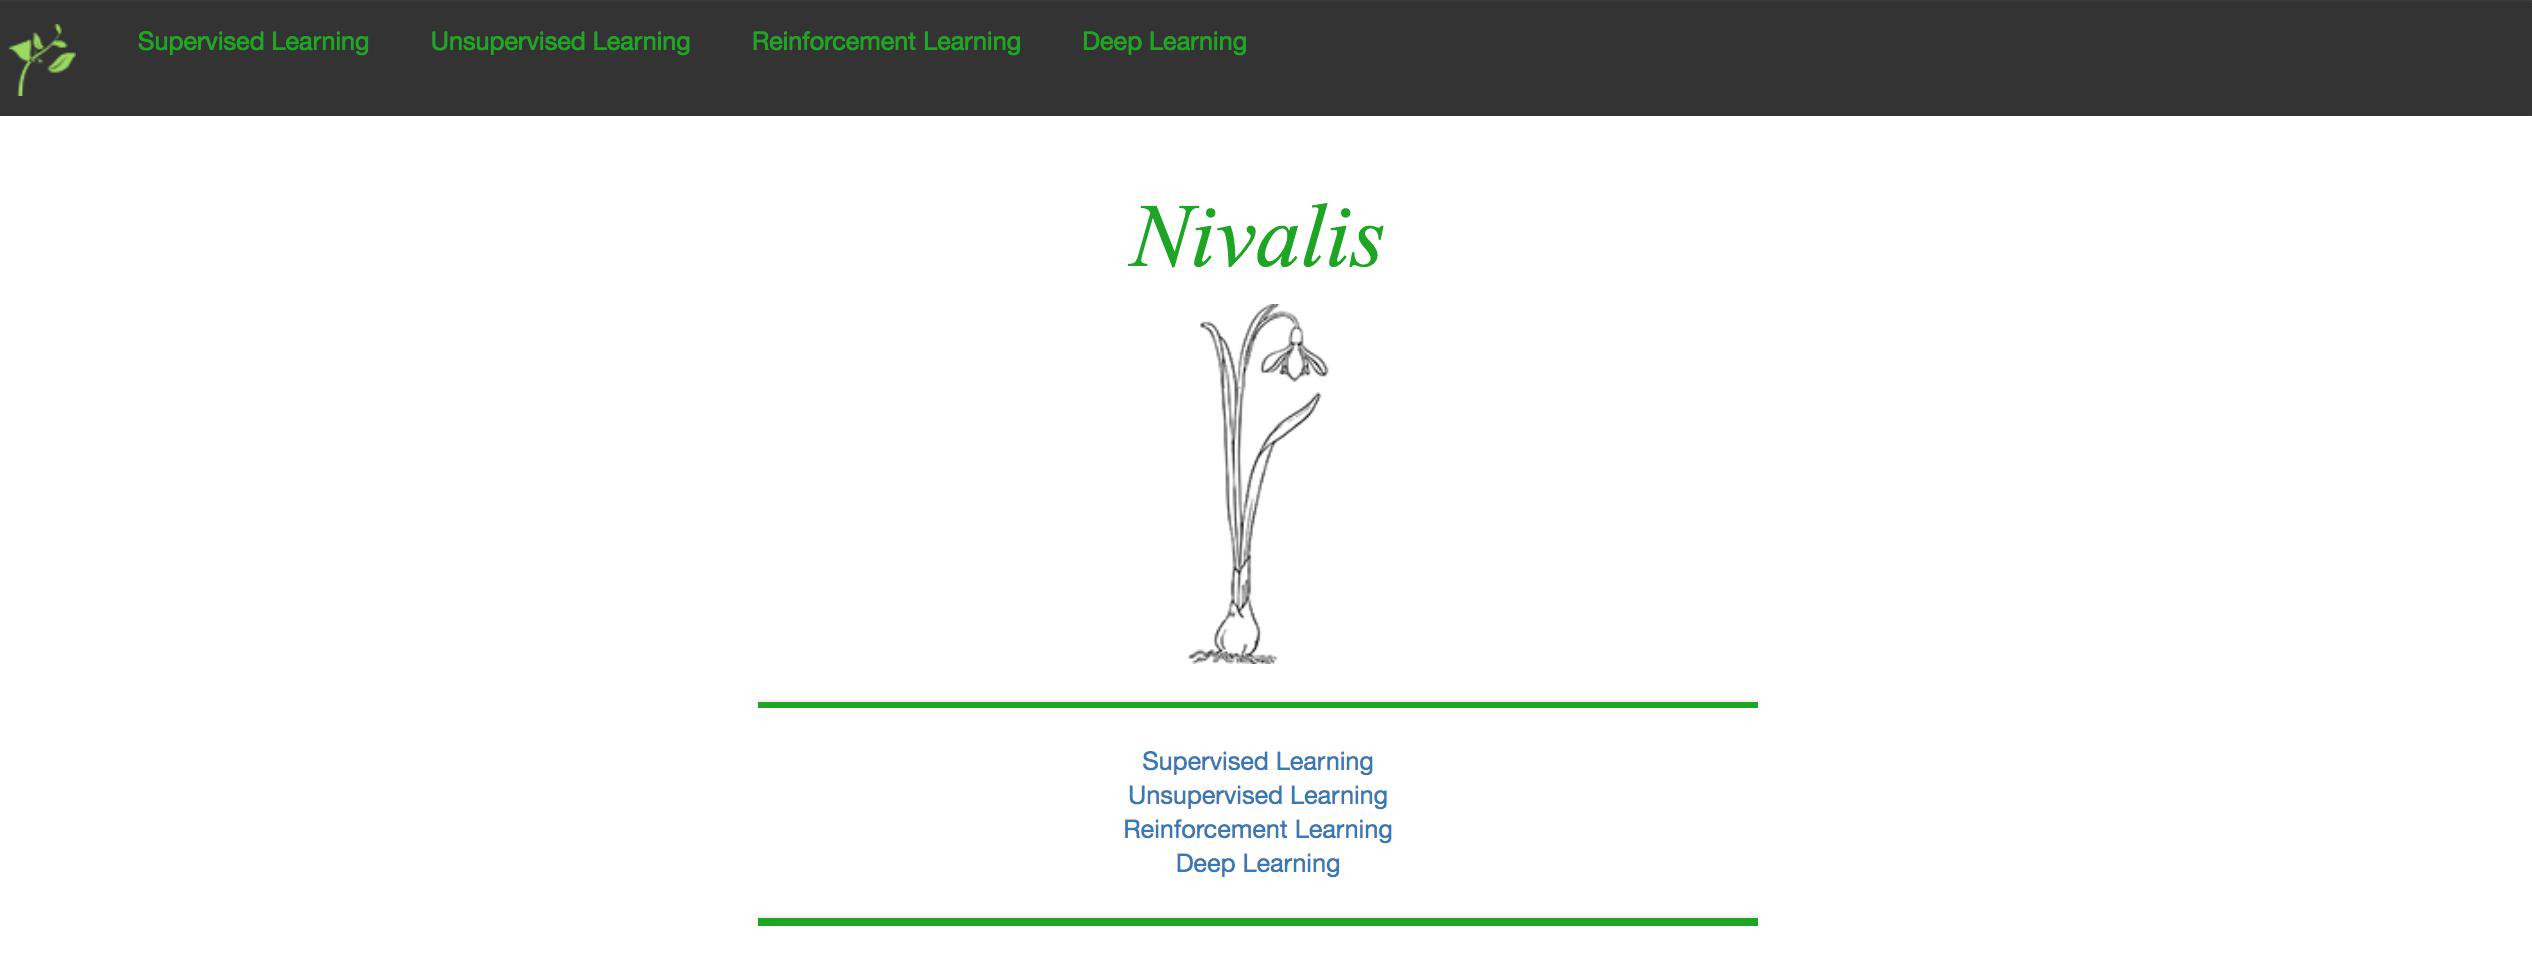 Supervised Learning Unsupervised Learning Reinforcement Learning Deep Learning
Nivalis
Supervised Learning
Unsupervised Learning
Reinforcement Learning
Deep Learning